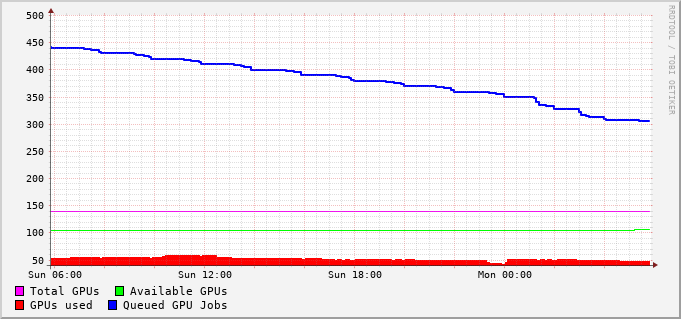 500
450
400
350
300
250
200
150
100
50
Sun 06:00 Sun 12:00 Sun 18:00 Mon 00:00
Total GPUs Available GPUs
GPUs used Queued GPU Jobs
RRDTOOL / TOBI OETIKER